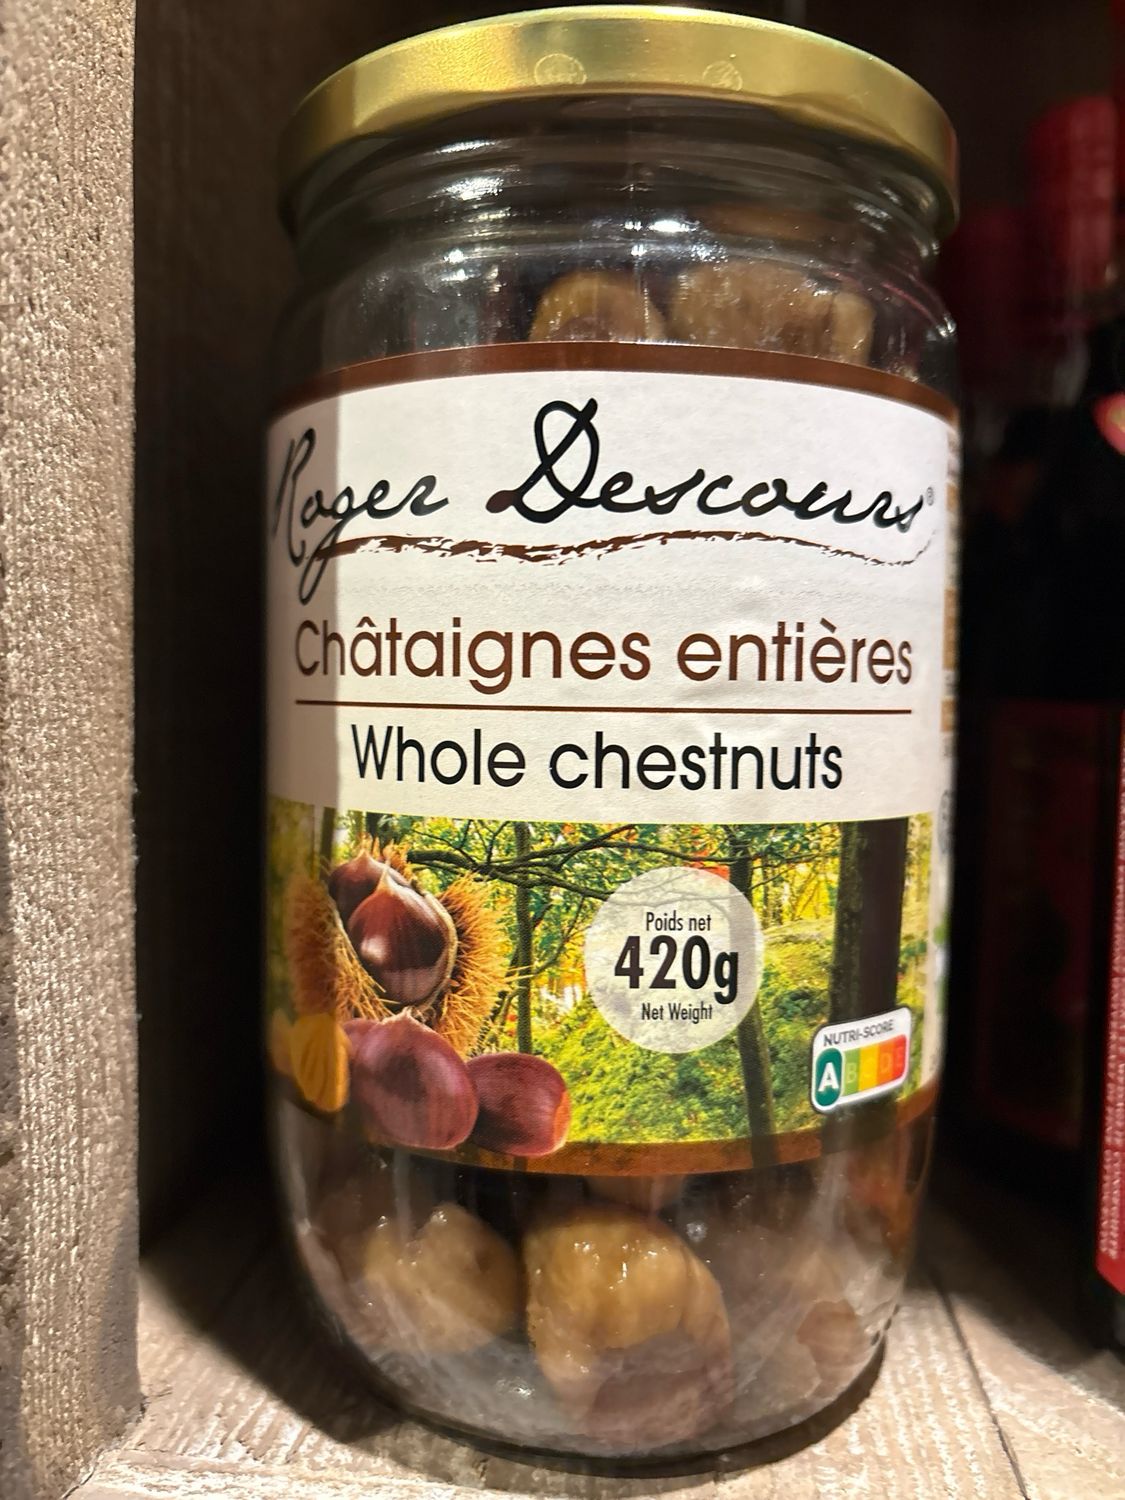 Roger Descours®
Châtaignes entières
Whole chestnuts
Poids net
420g
Net Weight
NUTRI-SCORE
A B C D E